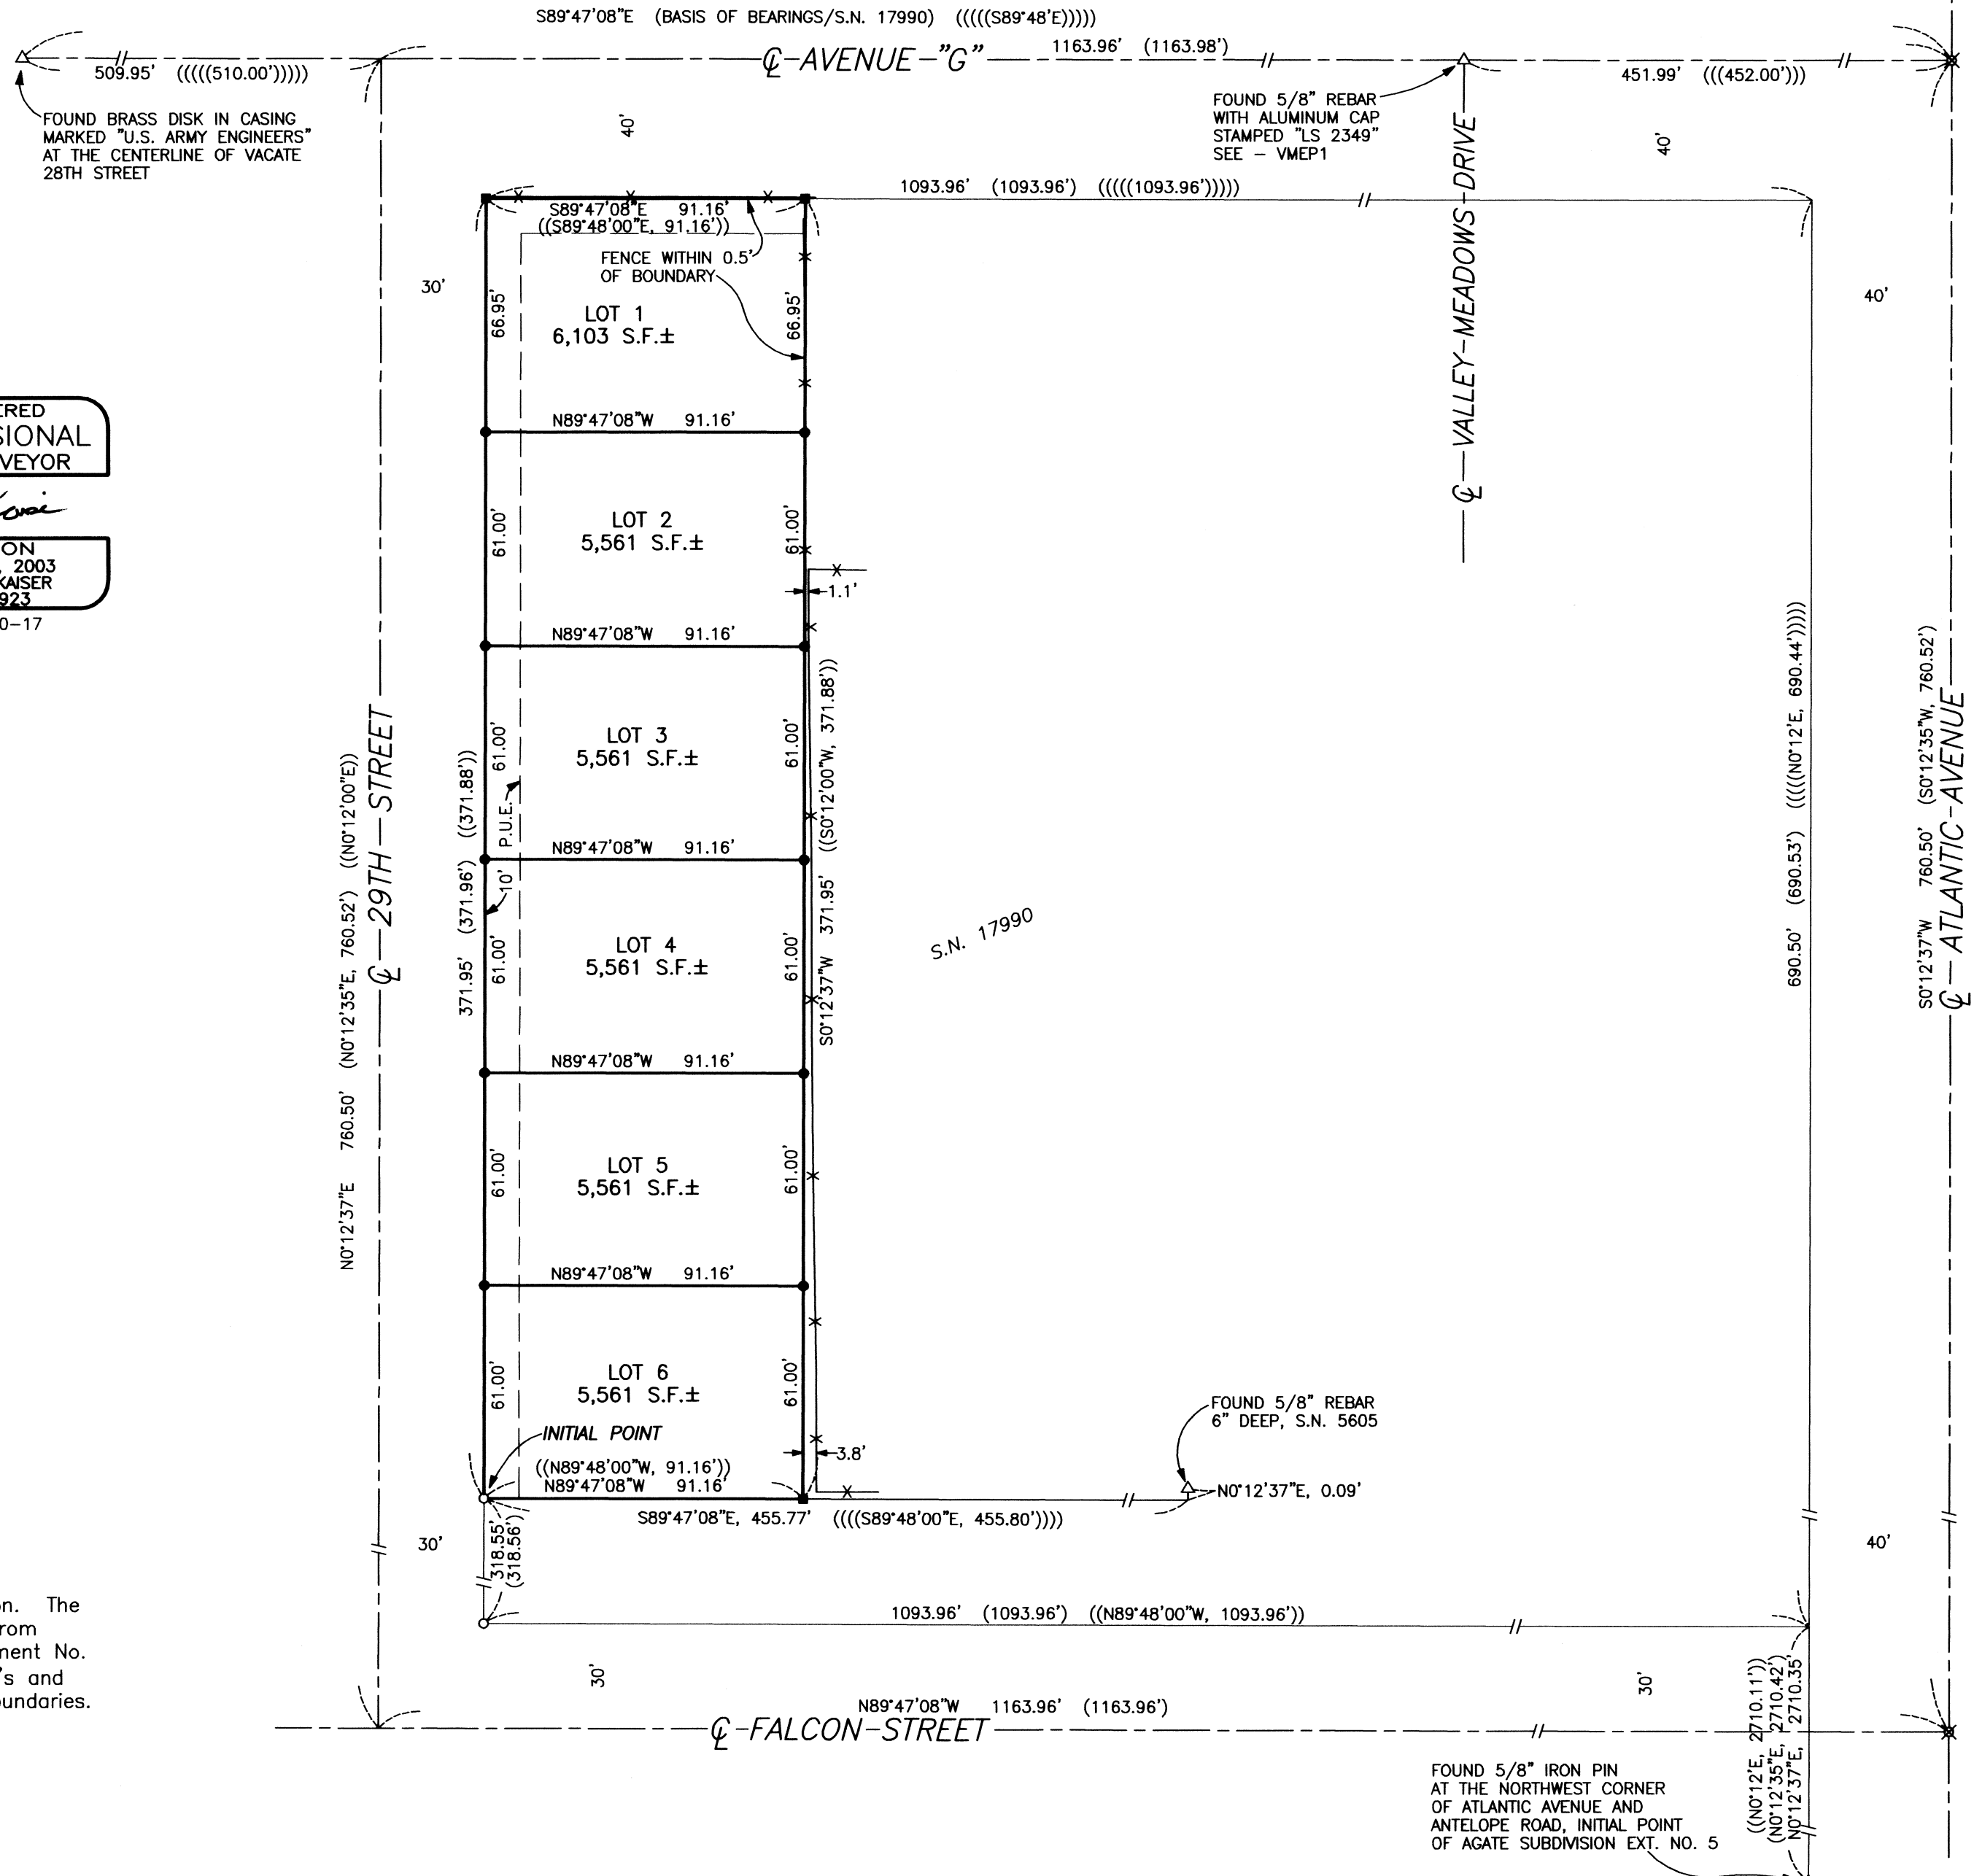 S89°47'08"E (BASIS OF BEARINGS/S.N. 17990) (((((S89°48'E)))))
509.95' (((((510.00')))))
℄ AVENUE "G"
1163.96' (1163.98')
451.99' (((452.00')))
FOUND BRASS DISK IN CASING
MARKED "U.S. ARMY ENGINEERS"
AT THE CENTERLINE OF VACATE
28TH STREET
40'
FOUND 5/8" REBAR
WITH ALUMINUM CAP
STAMPED "LS 2349"
SEE - VMEP1
40'
℄ VALLEY MEADOWS DRIVE
1093.96' (1093.96') (((((1093.96')))))
S89°47'08"E 91.16'
((S89°48'00"E, 91.16'))
FENCE WITHIN 0.5'
OF BOUNDARY
30'
40'
66.95'
LOT 1
6,103 S.F.±
66.95'
N89°47'08"W 91.16'
ERED
SIONAL
VEYOR
ON
, 2003
KAISER
923
0-17
61.00'
LOT 2
5,561 S.F.±
61.00'
1.1'
N89°47'08"W 91.16'
61.00'
LOT 3
5,561 S.F.±
61.00'
P.U.E.
N89°47'08"W 91.16'
10'
61.00'
LOT 4
5,561 S.F.±
61.00'
N89°47'08"W 91.16'
61.00'
LOT 5
5,561 S.F.±
61.00'
N89°47'08"W 91.16'
61.00'
LOT 6
5,561 S.F.±
61.00'
INITIAL POINT
((N89°48'00"W, 91.16'))
N89°47'08"W 91.16'
3.8'
N0°12'37"E 760.50' (N0°12'35"E, 760.52') ((N0°12'00"E))
℄ 29TH STREET
371.95' (371.96') ((371.88'))
S0°12'37"W 371.95' ((S0°12'00"W, 371.88'))
S.N. 17990
690.50' (690.53') (((((N0°12'E, 690.44')))))
S0°12'37"W 760.50' (S0°12'35"W, 760.52')
℄ ATLANTIC AVENUE
FOUND 5/8" REBAR
6" DEEP, S.N. 5605
N0°12'37"E, 0.09'
S89°47'08"E, 455.77' ((((S89°48'00"E, 455.80'))))
30'
318.55'
(318.56')
40'
1093.96' (1093.96') ((N89°48'00"W, 1093.96'))
on. The
rom
ment No.
's and
oundaries.
30'
30'
N89°47'08"W 1163.96' (1163.96')
℄ FALCON STREET
((N0°12'E, 2710.11'))
(N0°12'35"E, 2710.42')
N0°12'37"E, 2710.35'
FOUND 5/8" IRON PIN
AT THE NORTHWEST CORNER
OF ATLANTIC AVENUE AND
ANTELOPE ROAD, INITIAL POINT
OF AGATE SUBDIVISION EXT. NO. 5